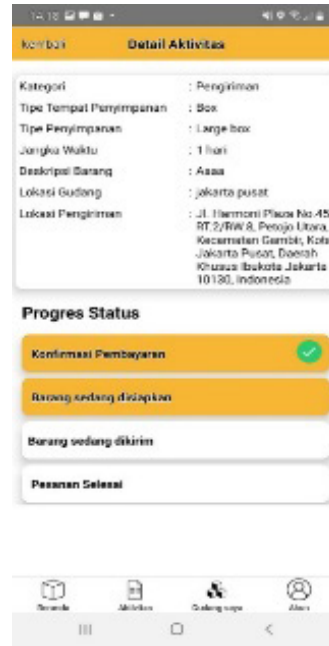 14.18
kembali
Detail Aktivitas
Kategori : Pengiriman
Tipe Tempat Penyimpanan : Box
Tipe Penyimpanan : Large box
Jangka Waktu : 1 hari
Deskripsi Barang : Aaaa
Lokasi Gudang : jakarta pusat
Lokasi Pengiriman : Jl. Harmoni Plaza No.45
RT.2/RW.8, Petojo Utara,
Kecamatan Gambir, Kota
Jakarta Pusat, Daerah
Khusus Ibukota Jakarta
10130, Indonesia
Progres Status
Konfirmasi Pembayaran
Barang sedang disiapkan
Barang sedang dikirim
Pesanan Selesai
Beranda
Aktivitas
Gudang saya
Akun